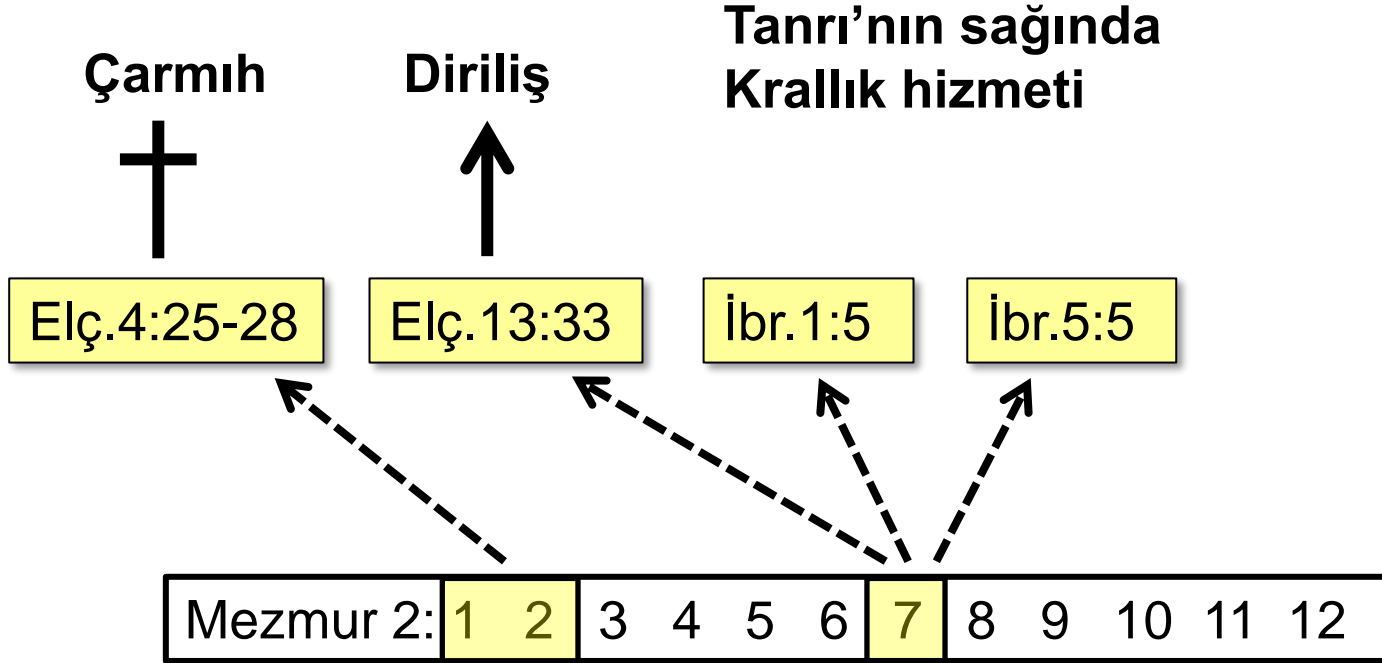 Tanrı’nın sağında
Krallık hizmeti
Çarmıh
Diriliş
Elç.4:25-28
Elç.13:33
İbr.1:5
İbr.5:5
Mezmur 2: 1 2 3 4 5 6 7 8 9 10 11 12